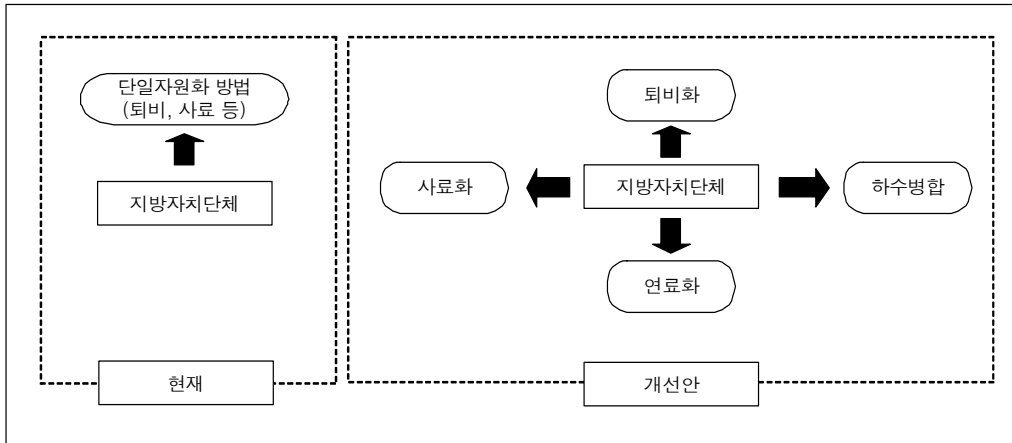 단일자원화 방법
(퇴비, 사료 등)
지방자치단체
현재
퇴비화
사료화
지방자치단체
하수병합
연료화
개선안